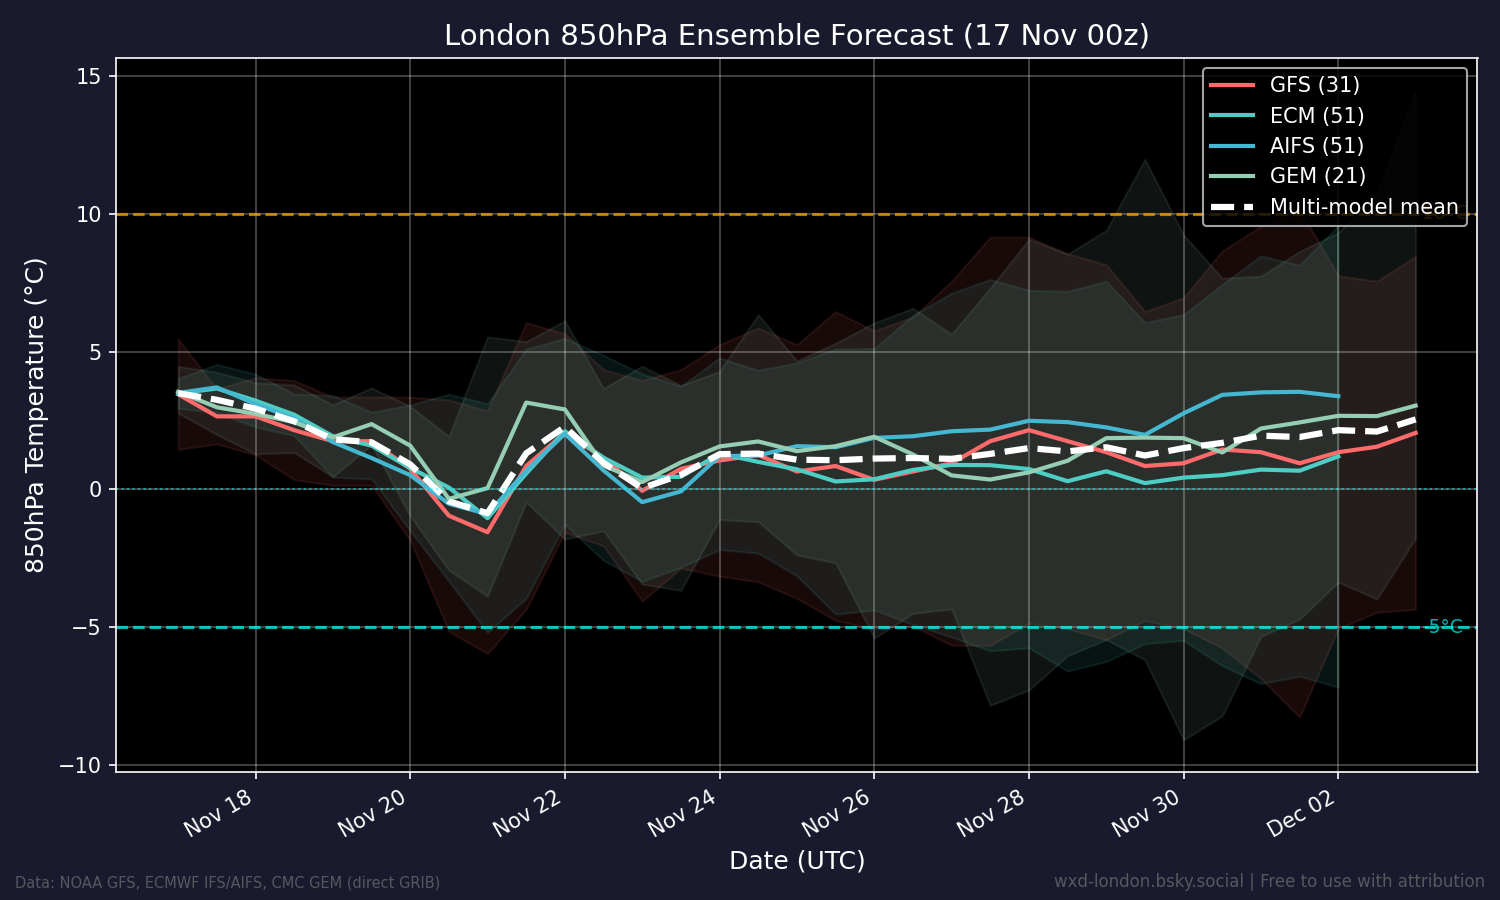 London 850hPa Ensemble Forecast (17 Nov 00z)
850hPa Temperature (°C)
15
10
5
0
−5
−10
GFS (31)
ECM (51)
AIFS (51)
GEM (21)
Multi-model mean
10°C
-5°C
Nov 18
Nov 20
Nov 22
Nov 24
Nov 26
Nov 28
Nov 30
Dec 02
Date (UTC)
Data: NOAA GFS, ECMWF IFS/AIFS, CMC GEM (direct GRIB)
wxd-london.bsky.social | Free to use with attribution